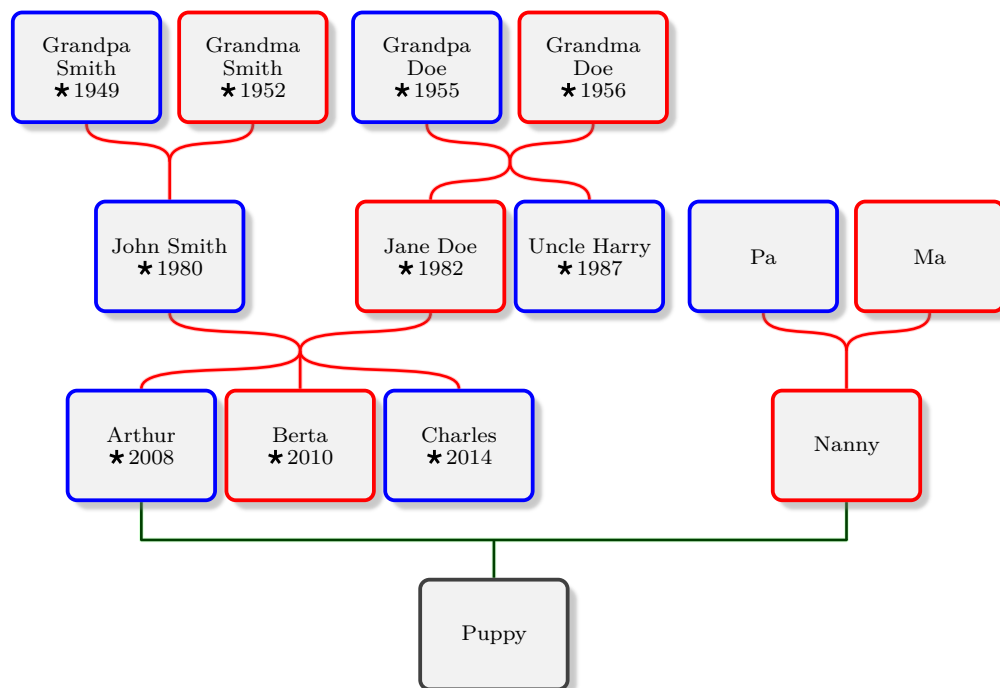 Grandpa
Smith
★1949
Grandma
Smith
★1952
Grandpa
Doe
★1955
Grandma
Doe
★1956
John Smith
★1980
Jane Doe
★1982
Uncle Harry
★1987
Pa
Ma
Arthur
★2008
Berta
★2010
Charles
★2014
Nanny
Puppy